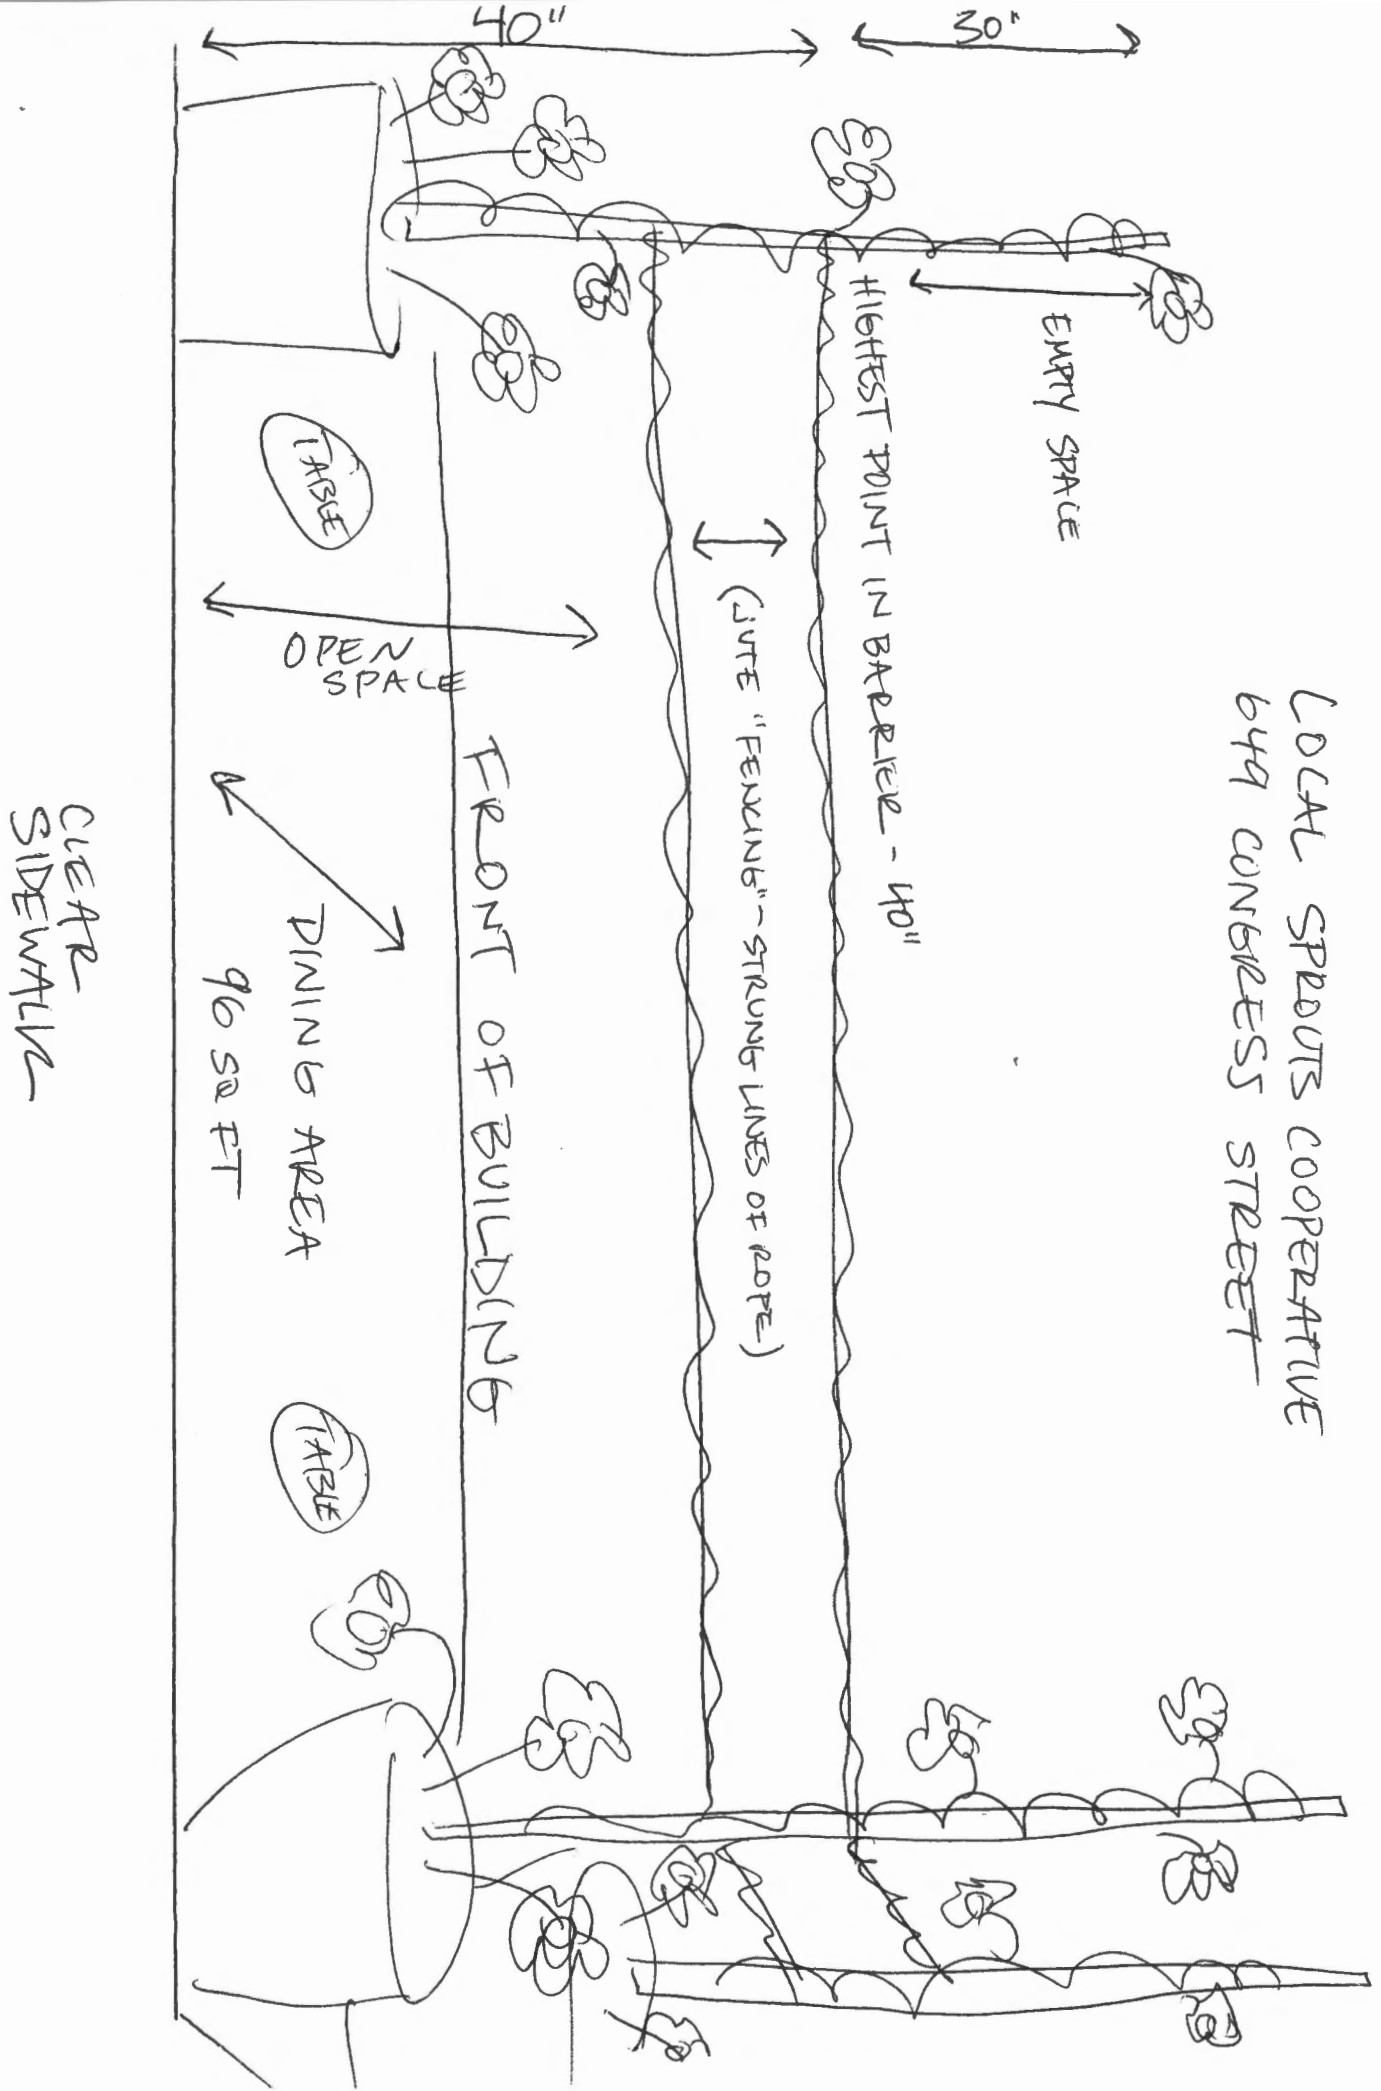 LOCAL SPROUTS COOPERATIVE
649 CONGRESS STREET
30"
40"
EMPTY SPACE
HIGHEST POINT IN BARRIER - 40"
(JUTE "FENCING" - STRUNG LINES OF ROPE)
FRONT OF BUILDING
TABLE
OPEN
SPACE
DINING AREA
96 SQ FT
TABLE
CLEAR
SIDEWALK